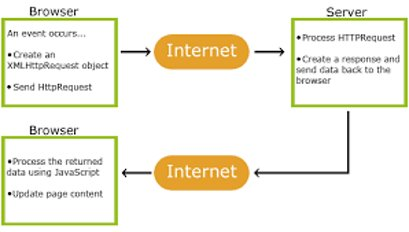 Browser
An event occurs...
•Create an
XMLHttpRequest object
•Send HttpRequest
Internet
Server
•Process HTTPRequest
•Create a response and
send data back to the
browser
Browser
•Process the returned
data using JavaScript
•Update page content
Internet